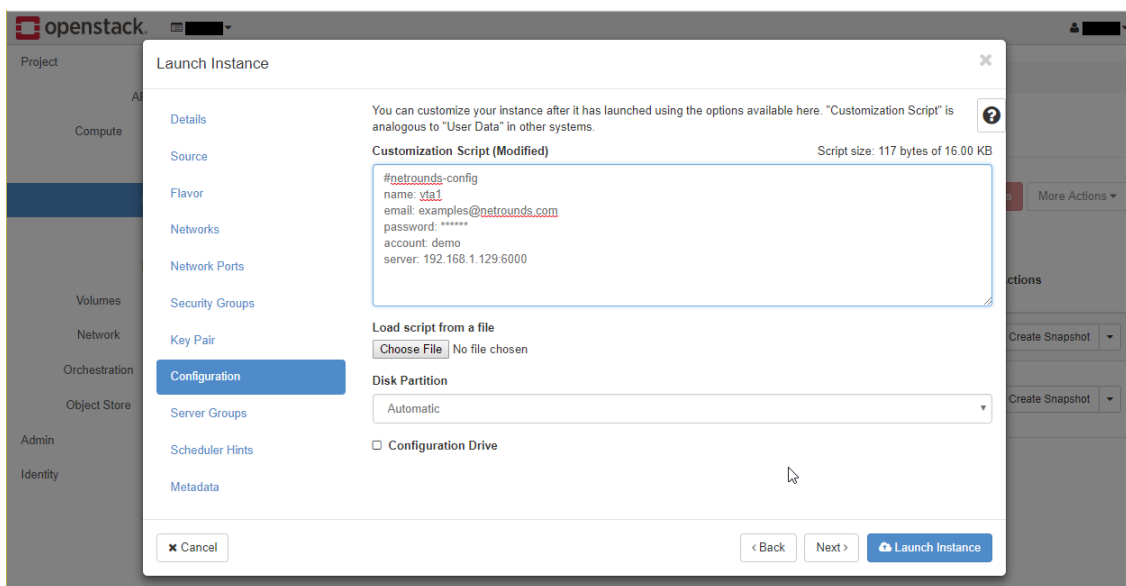 openstack.
Project
AP
Compute
Volumes
Network
Orchestration
Object Store
Admin
Identity
Launch Instance
Details
Source
Flavor
Networks
Network Ports
Security Groups
Key Pair
Configuration
Server Groups
Scheduler Hints
Metadata
You can customize your instance after it has launched using the options available here. "Customization Script" is
analogous to "User Data" in other systems.
Customization Script (Modified)
Script size: 117 bytes of 16.00 KB
#netrounds-config
name: vta1
email: examples@netrounds.com
password: ******
account: demo
server: 192.168.1.129:6000
Load script from a file
Choose File No file chosen
Disk Partition
Automatic
Configuration Drive
Cancel
< Back
Next >
Launch Instance
s
More Actions
ctions
Create Snapshot
Create Snapshot